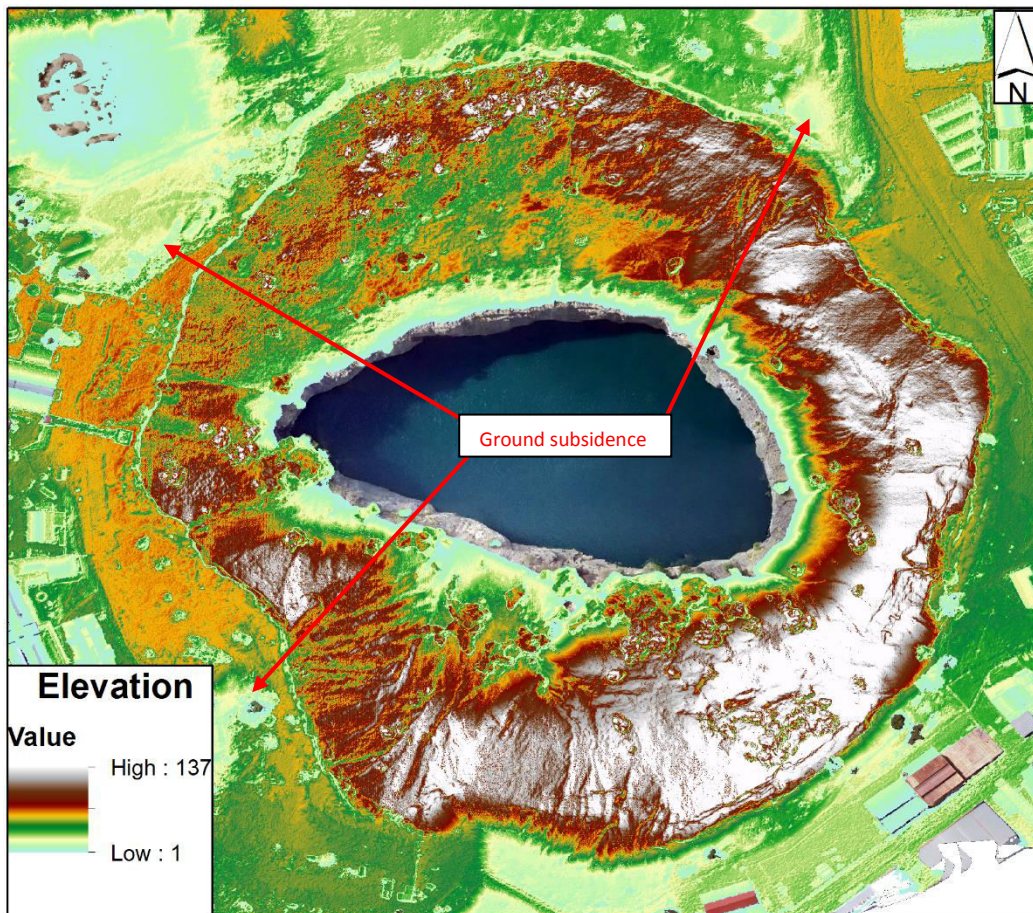 N
Ground subsidence
Elevation
Value
High : 137
Low : 1